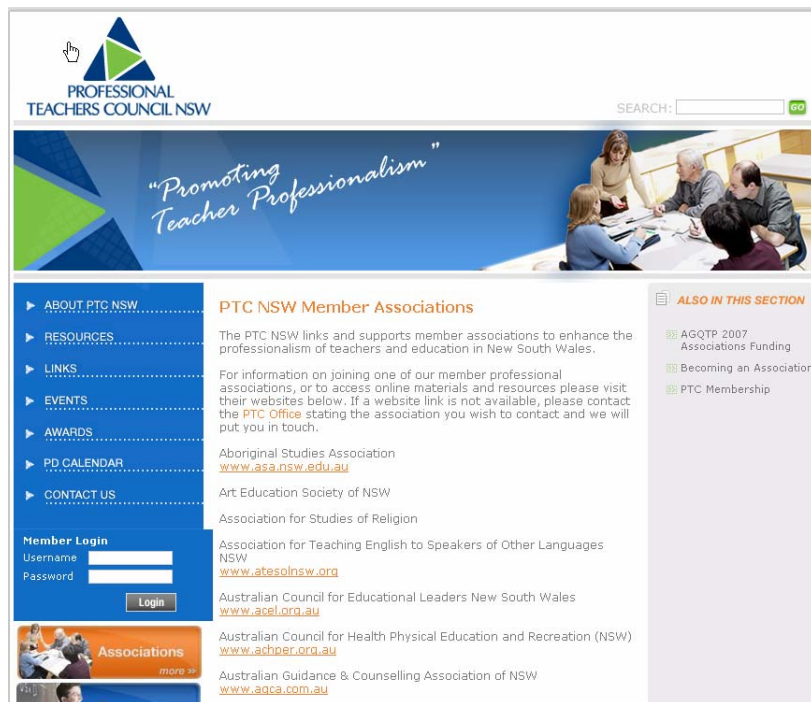 PROFESSIONAL
TEACHERS COUNCIL NSW
SEARCH:
GO
"Promoting
Teacher Professionalism"
ABOUT PTC NSW
RESOURCES
LINKS
EVENTS
AWARDS
PD CALENDAR
CONTACT US
Member Login
Username
Password
Login
Associations
more »
PTC NSW Member Associations
The PTC NSW links and supports member associations to enhance the
professionalism of teachers and education in New South Wales.
For information on joining one of our member professional
associations, or to access online materials and resources please visit
their websites below. If a website link is not available, please contact
the PTC Office stating the association you wish to contact and we will
put you in touch.
Aboriginal Studies Association
www.asa.nsw.edu.au
Art Education Society of NSW
Association for Studies of Religion
Association for Teaching English to Speakers of Other Languages
NSW
www.atesolnsw.org
Australian Council for Educational Leaders New South Wales
www.acel.org.au
Australian Council for Health Physical Education and Recreation (NSW)
www.achper.org.au
Australian Guidance & Counselling Association of NSW
www.agca.com.au
ALSO IN THIS SECTION
AGQTP 2007
Associations Funding
Becoming an Association
PTC Membership